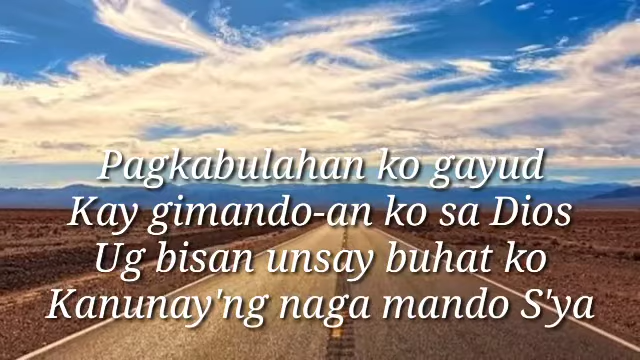 Pagkabulahan ko gayud
Kay gimando-an ko sa Dios
Ug bisan unsay buhat ko
Kanunay'ng naga mando S'ya